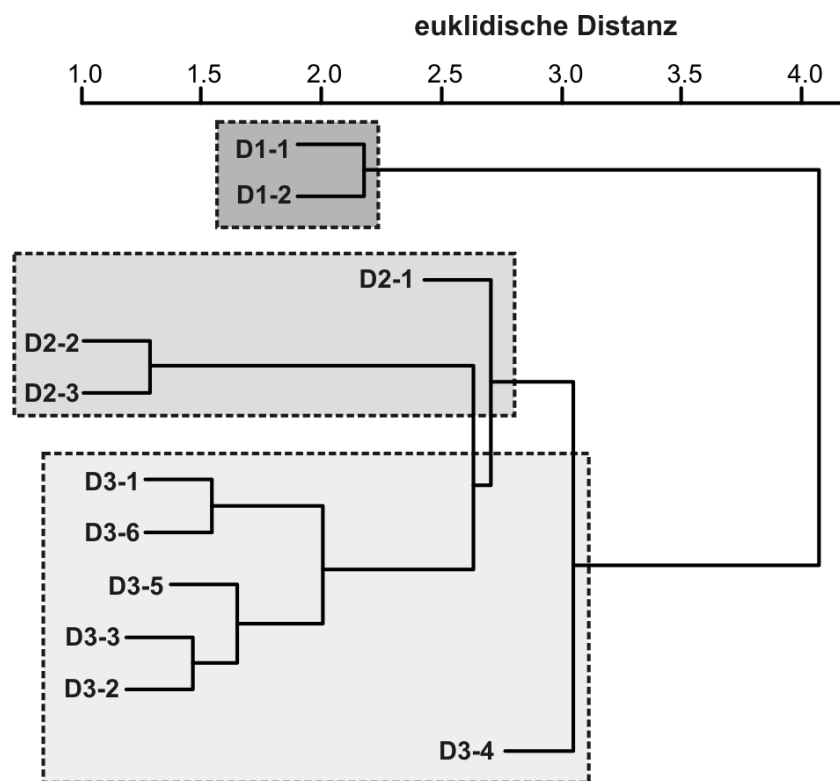 euklidische Distanz
1.0 1.5 2.0 2.5 3.0 3.5 4.0
D1-1
D1-2
D2-1
D2-2
D2-3
D3-1
D3-6
D3-5
D3-3
D3-2
D3-4